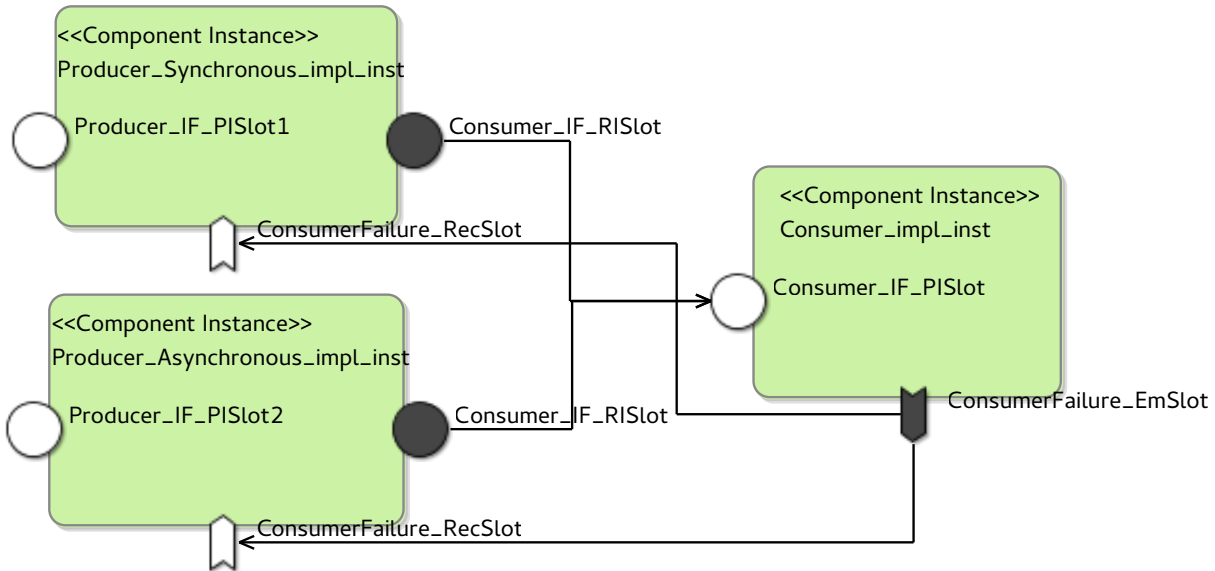 <<Component Instance>>
Producer_Synchronous_impl_inst
Producer_IF_PISlot1
Consumer_IF_RISlot
ConsumerFailure_RecSlot
<<Component Instance>>
Consumer_impl_inst
Consumer_IF_PISlot
ConsumerFailure_EmSlot
<<Component Instance>>
Producer_Asynchronous_impl_inst
Producer_IF_PISlot2
Consumer_IF_RISlot
ConsumerFailure_RecSlot